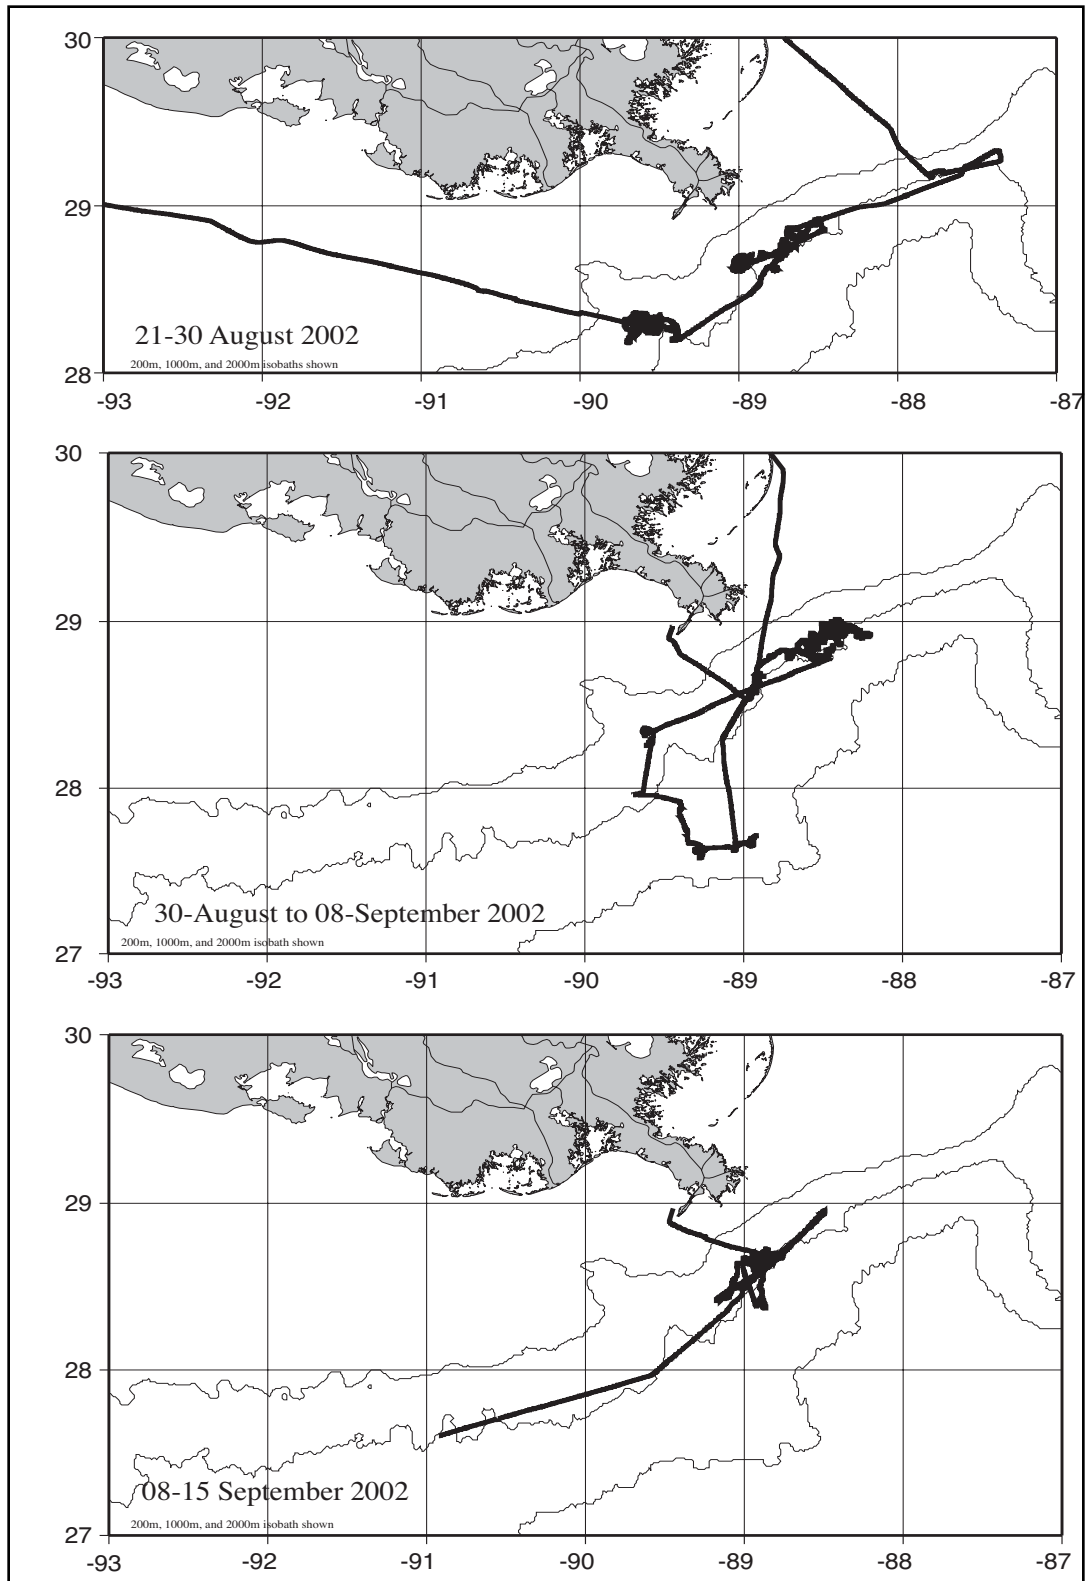 30
29
21-30 August 2002
200m, 1000m, and 2000m isobaths shown
28
-93 -92 -91 -90 -89 -88 -87
30
29
28
30-August to 08-September 2002
200m, 1000m, and 2000m isobath shown
27
-93 -92 -91 -90 -89 -88 -87
30
29
28
08-15 September 2002
200m, 1000m, and 2000m isobath shown
27
-93 -92 -91 -90 -89 -88 -87